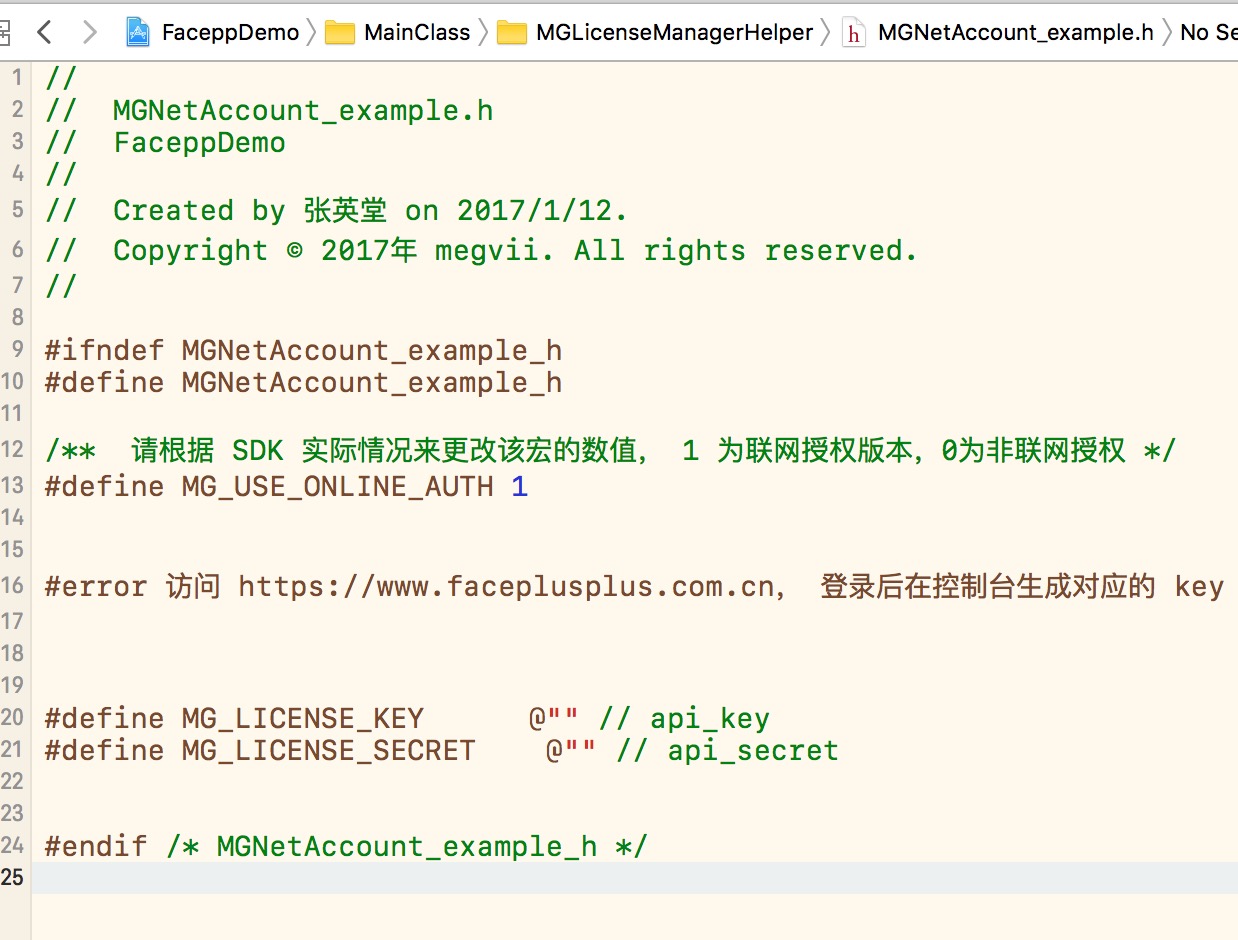 FaceppDemo MainClass MGLicenseManagerHelper h MGNetAccount_example.h No Se
1 //
2 //  MGNetAccount_example.h
3 //  FaceppDemo
4 //
5 //  Created by 张英堂 on 2017/1/12.
6 //  Copyright © 2017年 megvii. All rights reserved.
7 //
8
9 #ifndef MGNetAccount_example_h
10 #define MGNetAccount_example_h
11
12 /**  请根据 SDK 实际情况来更改该宏的数值， 1 为联网授权版本，0为非联网授权 */
13 #define MG_USE_ONLINE_AUTH 1
14
15
16 #error 访问 https://www.faceplusplus.com.cn， 登录后在控制台生成对应的 key
17
18
19
20 #define MG_LICENSE_KEY      @"" // api_key
21 #define MG_LICENSE_SECRET    @"" // api_secret
22
23
24 #endif /* MGNetAccount_example_h */
25